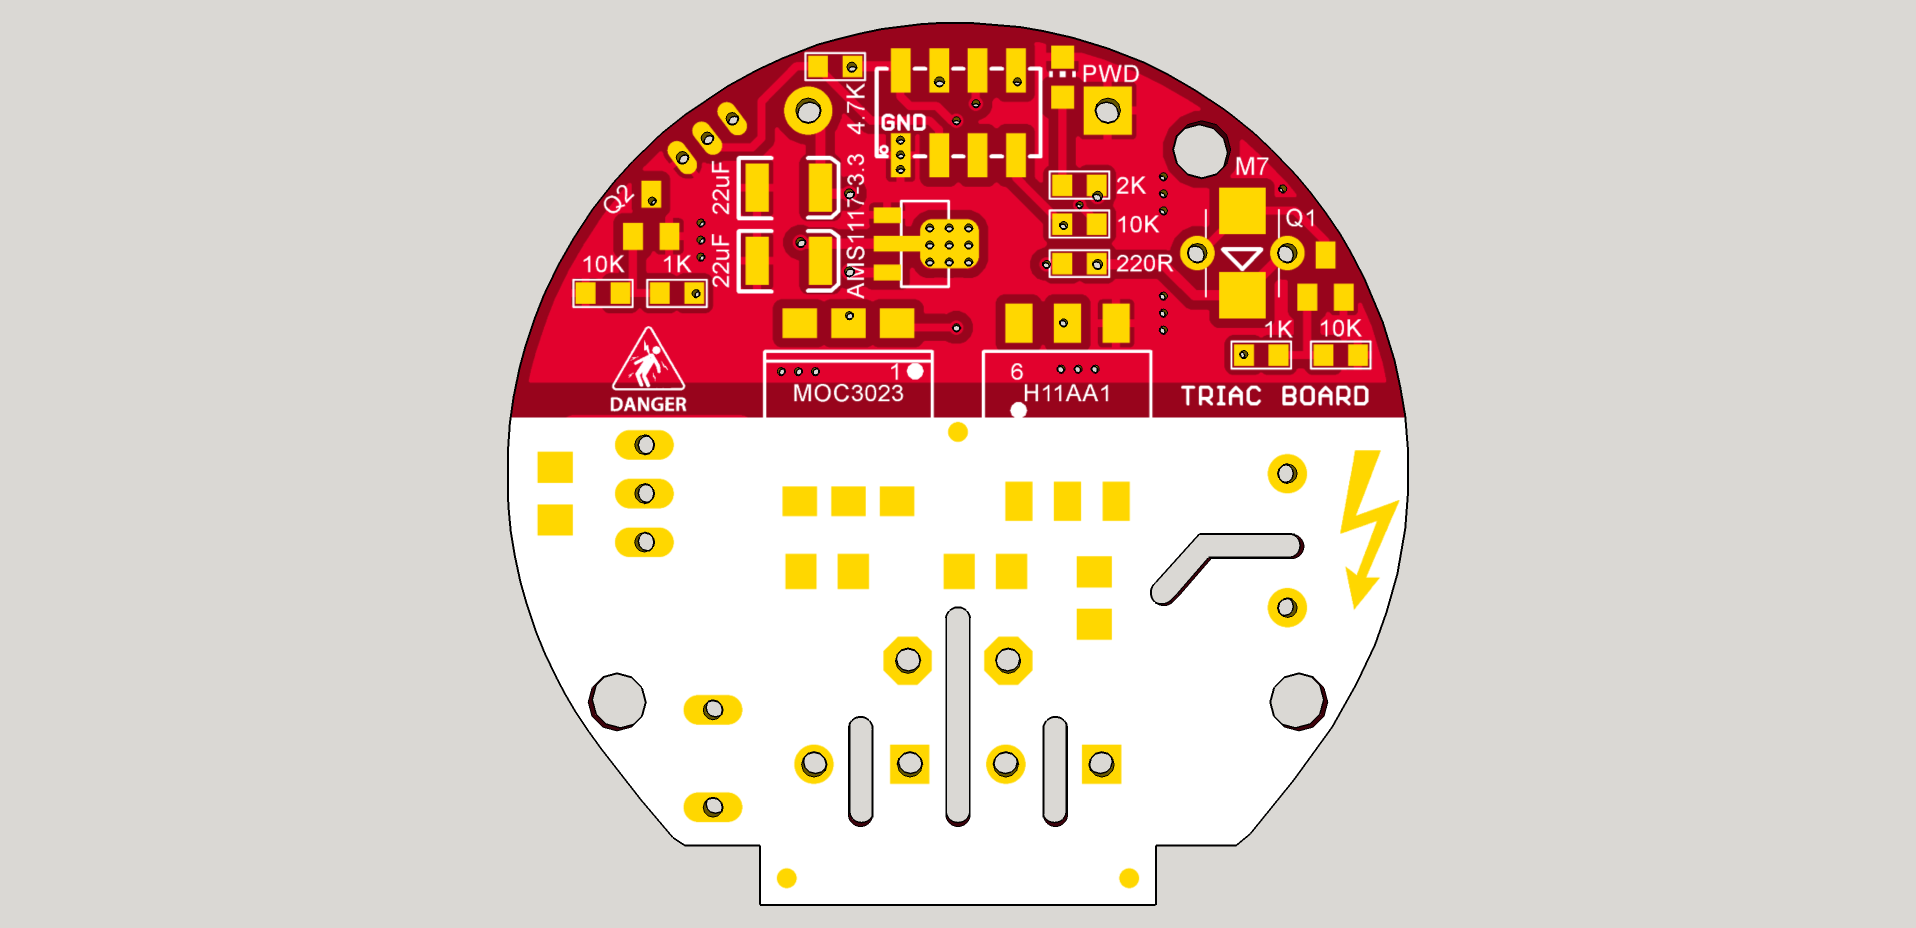 PWD
4.7K
GND
6
M7
22uF
AMS1117-3.3
2K
Q2
10K
Q1
22uF
220R
10K
1K
1K
10K
1
6
MOC3023
H11AA1
TRIAC BOARD
DANGER